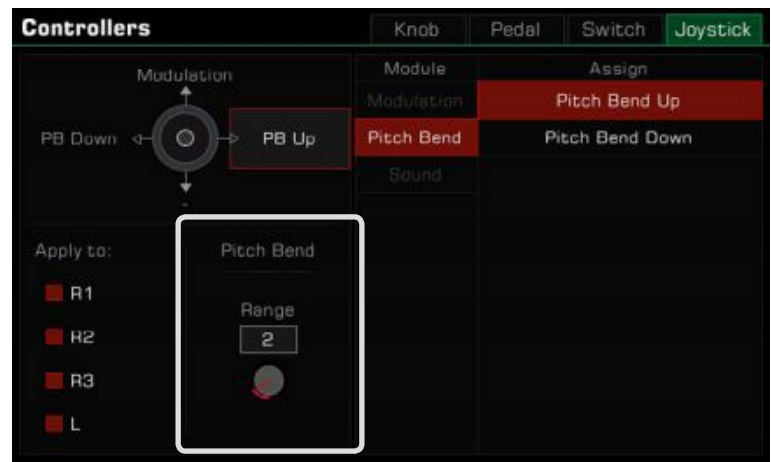 Controllers
Knob
Pedal
Switch
Joystick
Modulation
PB Down
PB Up
-
Module
Assign
Modulation
Pitch Bend Up
Pitch Bend
Pitch Bend Down
Sound
Apply to:
R1
R2
R3
L
Pitch Bend
Range
2